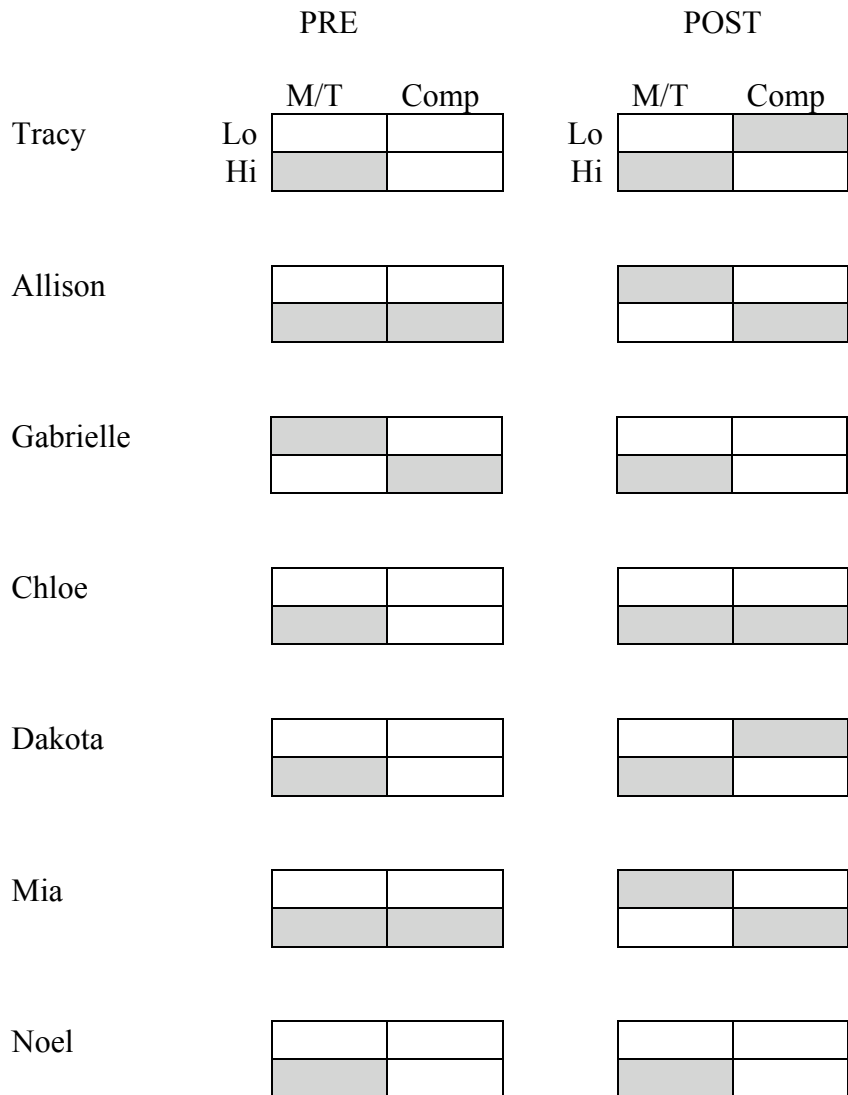 PRE POST
M/T Comp M/T Comp
Tracy Lo Lo
Hi Hi
Allison
Gabrielle
Chloe
Dakota
Mia
Noel